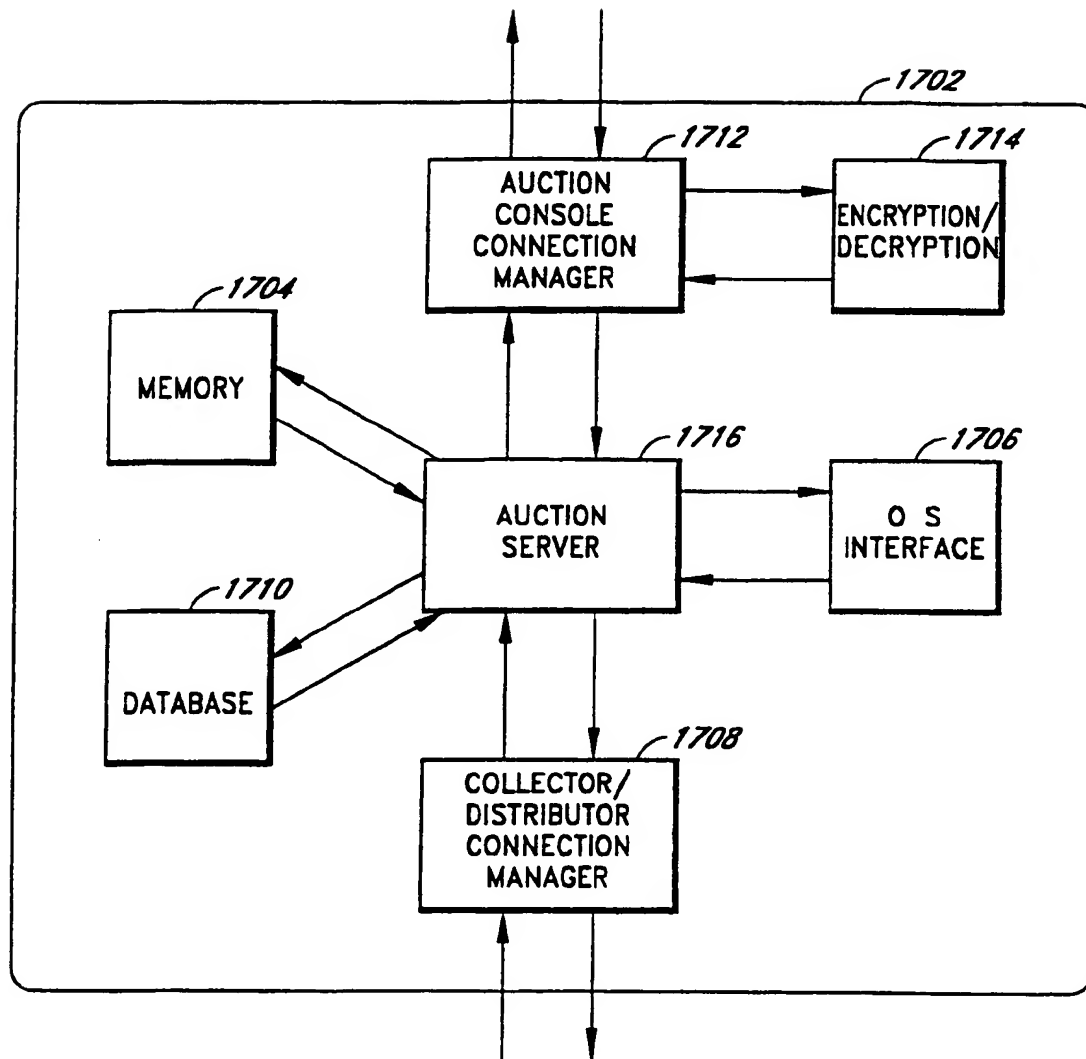 1702
1712
AUCTION
CONSOLE
CONNECTION
MANAGER
1714
ENCRYPTION/
DECRYPTION
1704
MEMORY
1716
AUCTION
SERVER
1706
O S
INTERFACE
1710
DATABASE
1708
COLLECTOR/
DISTRIBUTOR
CONNECTION
MANAGER